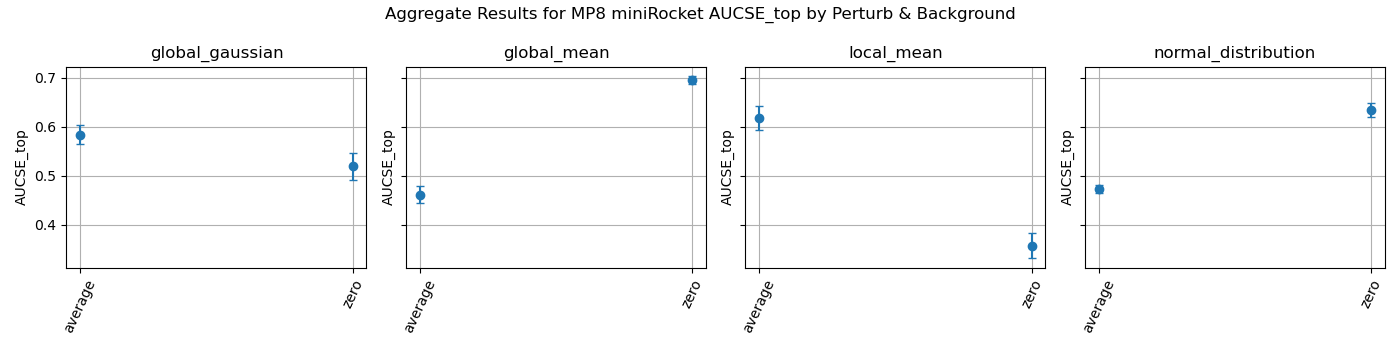 Aggregate Results for MP8 miniRocket AUCSE_top by Perturb & Background
global_gaussian
global_mean
local_mean
normal_distribution
AUCSE_top
0.7
0.6
0.5
0.4
average
zero
AUCSE_top
average
zero
AUCSE_top
average
zero
AUCSE_top
average
zero